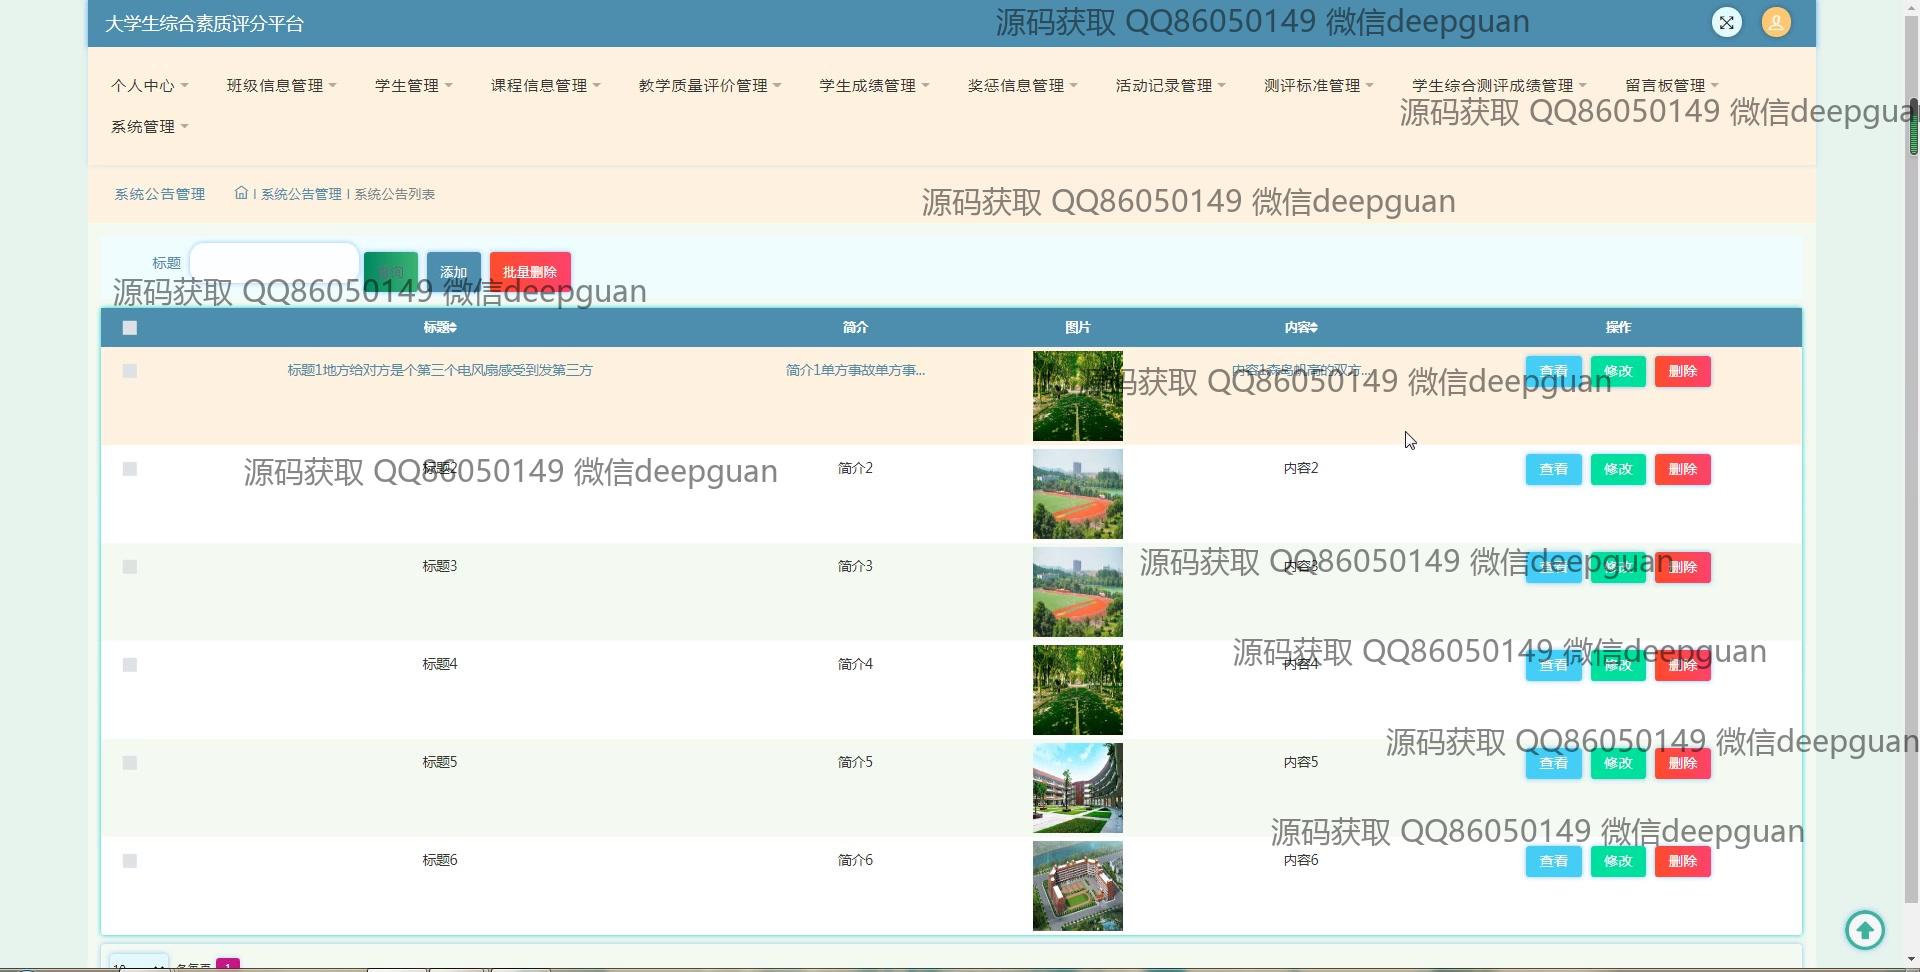 大学生综合素质评分平台
源码获取 QQ86050149 微信deepguan
个人中心 班级信息管理 学生管理 课程信息管理 教学质量评价管理 学生成绩管理 奖惩信息管理 活动记录管理 测评标准管理 学生综合测评成绩管理 留言板管理
源码获取 QQ86050149 微信deepgua
系统管理
系统公告管理 | 系统公告管理 | 系统公告列表
源码获取 QQ86050149 微信deepguan
标题 查询 添加 批量删除
源码获取 QQ86050149 微信deepguan
标题 简介 图片 内容 操作
标题1地方给对方是个第三个电风扇感受到发第三方 简介1单方事故单方事... 查看 修改 删除
码获取 QQ86050149 微信deepguan
标题2 简介2 内容2 查看 修改 删除
源码获取 QQ86050149 微信deepguan
标题3 简介3 内容3 查看 修改 删除
源码获取 QQ86050149 微信deepguan
标题4 简介4 内容4 查看 修改 删除
源码获取 QQ86050149 微信deepguan
标题5 简介5 内容5 查看 修改 删除
源码获取 QQ86050149 微信deepguan
源码获取 QQ86050149 微信deepguan
标题6 简介6 内容6 查看 修改 删除
10 条每页 1